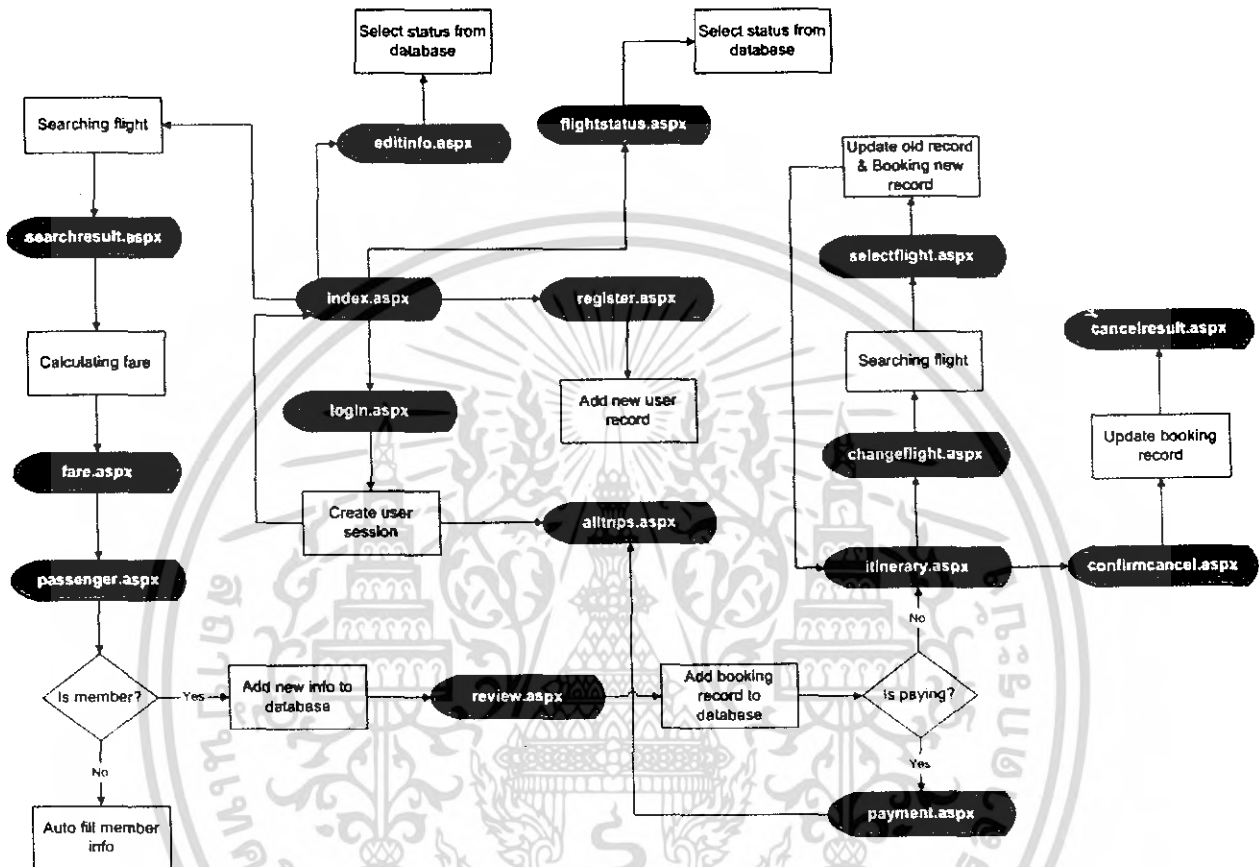 Select status from
database
Select status from
database
Searching flight
editinfo.aspx
flightstatus.aspx
Update old record
& Booking new
record
searchresult.aspx
selectflight.aspx
index.aspx
register.aspx
cancelresult.aspx
Calculating fare
Searching flight
login.aspx
Add new user
record
Update booking
record
fare.aspx
changeflight.aspx
Create user
session
alltrips.aspx
passenger.aspx
itinerary.aspx
confirmcancel.aspx
No
Is member?
Yes
Add new info to
database
review.aspx
Add booking
record to
database
Is paying?
No
Yes
Auto fill member
info
payment.aspx